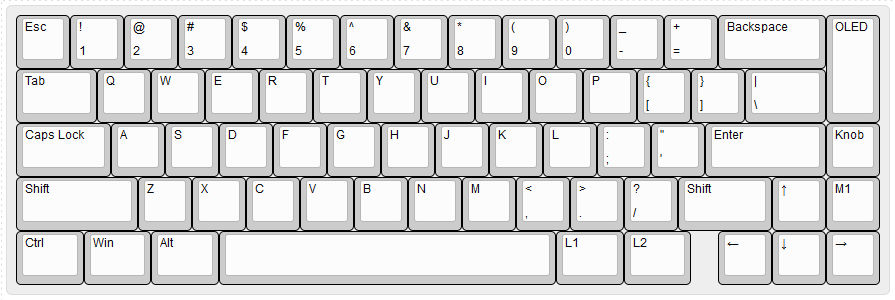 Esc ! @ # $ % ^ & * ( ) _ + Backspace OLED
1 2 3 4 5 6 7 8 9 0 - =
Tab Q W E R T Y U I O P { } |
[ ] \
Caps Lock A S D F G H J K L : " Enter Knob
; '
Shift Z X C V B N M < > ? Shift ↑ M1
, . /
Ctrl Win Alt L1 L2 ← ↓ →